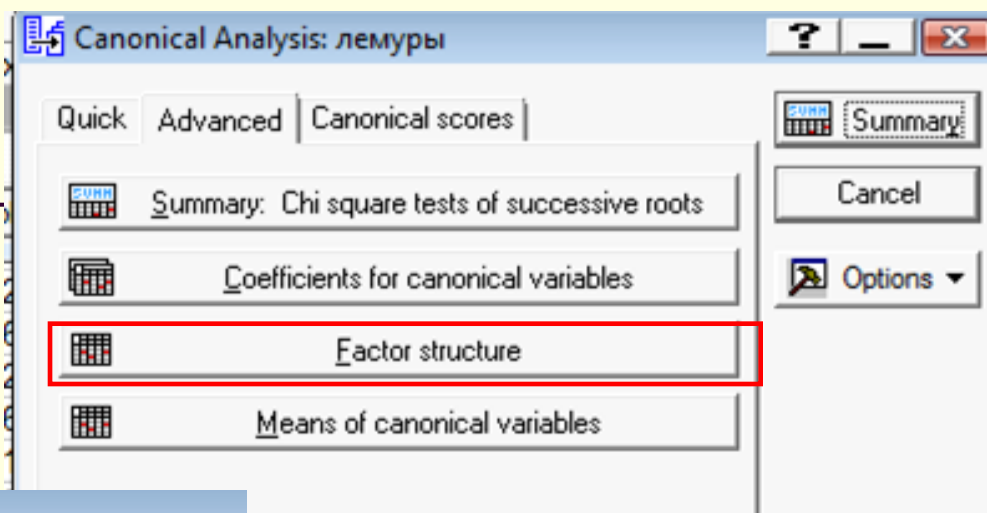 Canonical Analysis: лемуры
?
Quick Advanced Canonical scores
Summary
Summary: Chi square tests of successive roots
Cancel
Coefficients for canonical variables
Options
Factor structure
Means of canonical variables